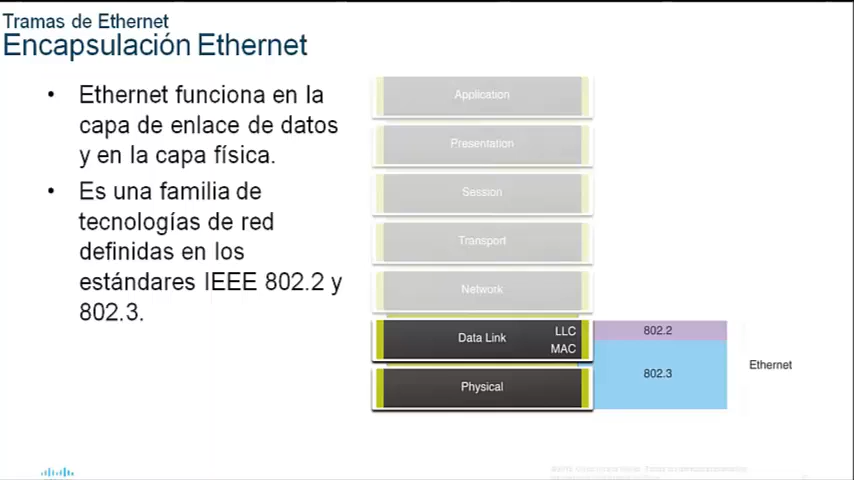 Tramas de Ethernet
Encapsulación Ethernet
• Ethernet funciona en la
capa de enlace de datos
y en la capa física.
• Es una familia de
tecnologías de red
definidas en los
estándares IEEE 802.2 y
802.3.
Application
Presentation
Session
Transport
Network
Data Link
LLC
MAC
802.2
802.3
Ethernet
Physical